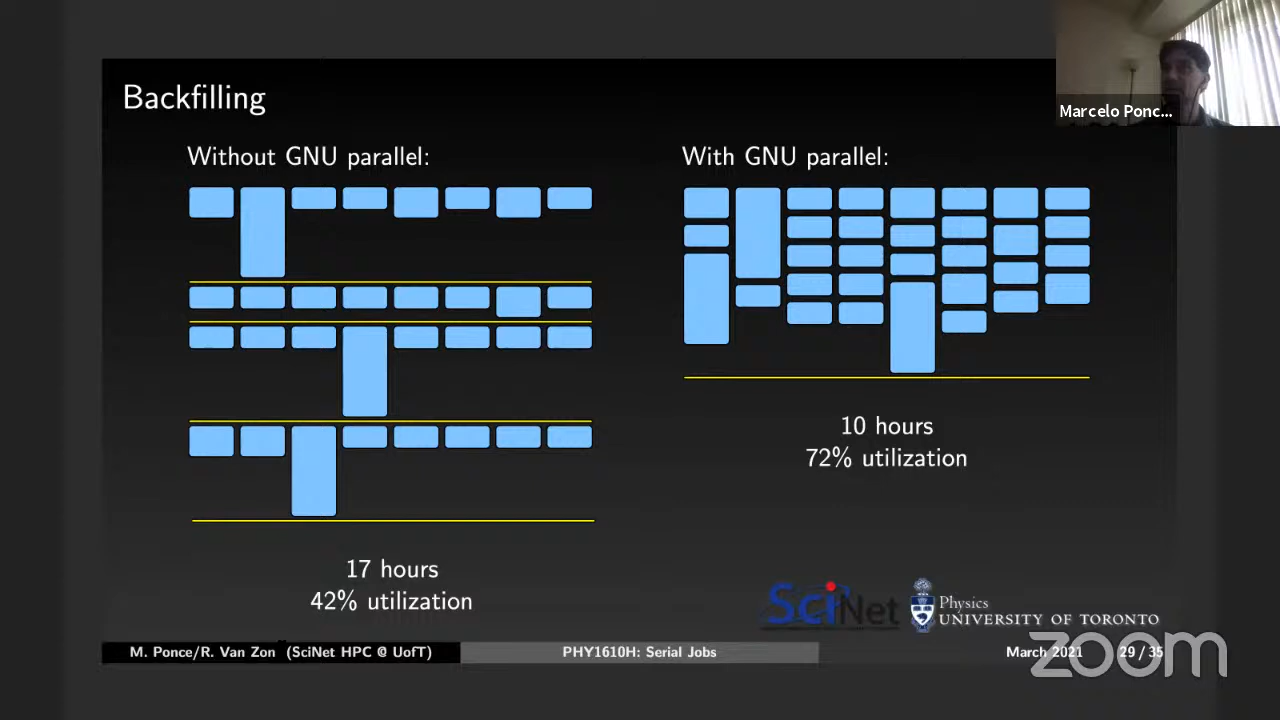 Marcelo Ponc...
Backfilling
Without GNU parallel:
With GNU parallel:
10 hours
72% utilization
17 hours
42% utilization
SciNet
Physics
UNIVERSITY OF TORONTO
M. Ponce/R. Van Zon (SciNet HPC @ UofT)
PHY1610H: Serial Jobs
March 2021
29 / 35
zoom